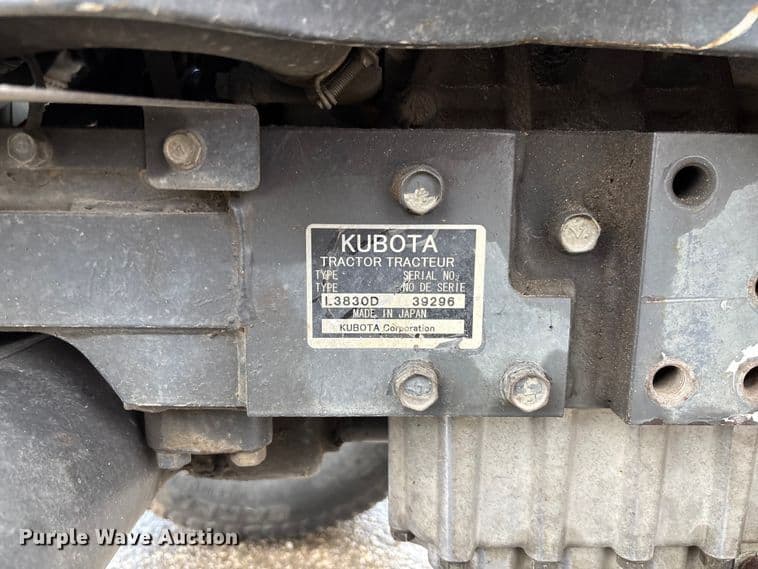 KUBOTA
TRACTOR TRACTEUR
TYPE SERIAL NO.
TYPE NO DE SERIE
L3830D 39296
MADE IN JAPAN
KUBOTA Corporation
Purple Wave Auction